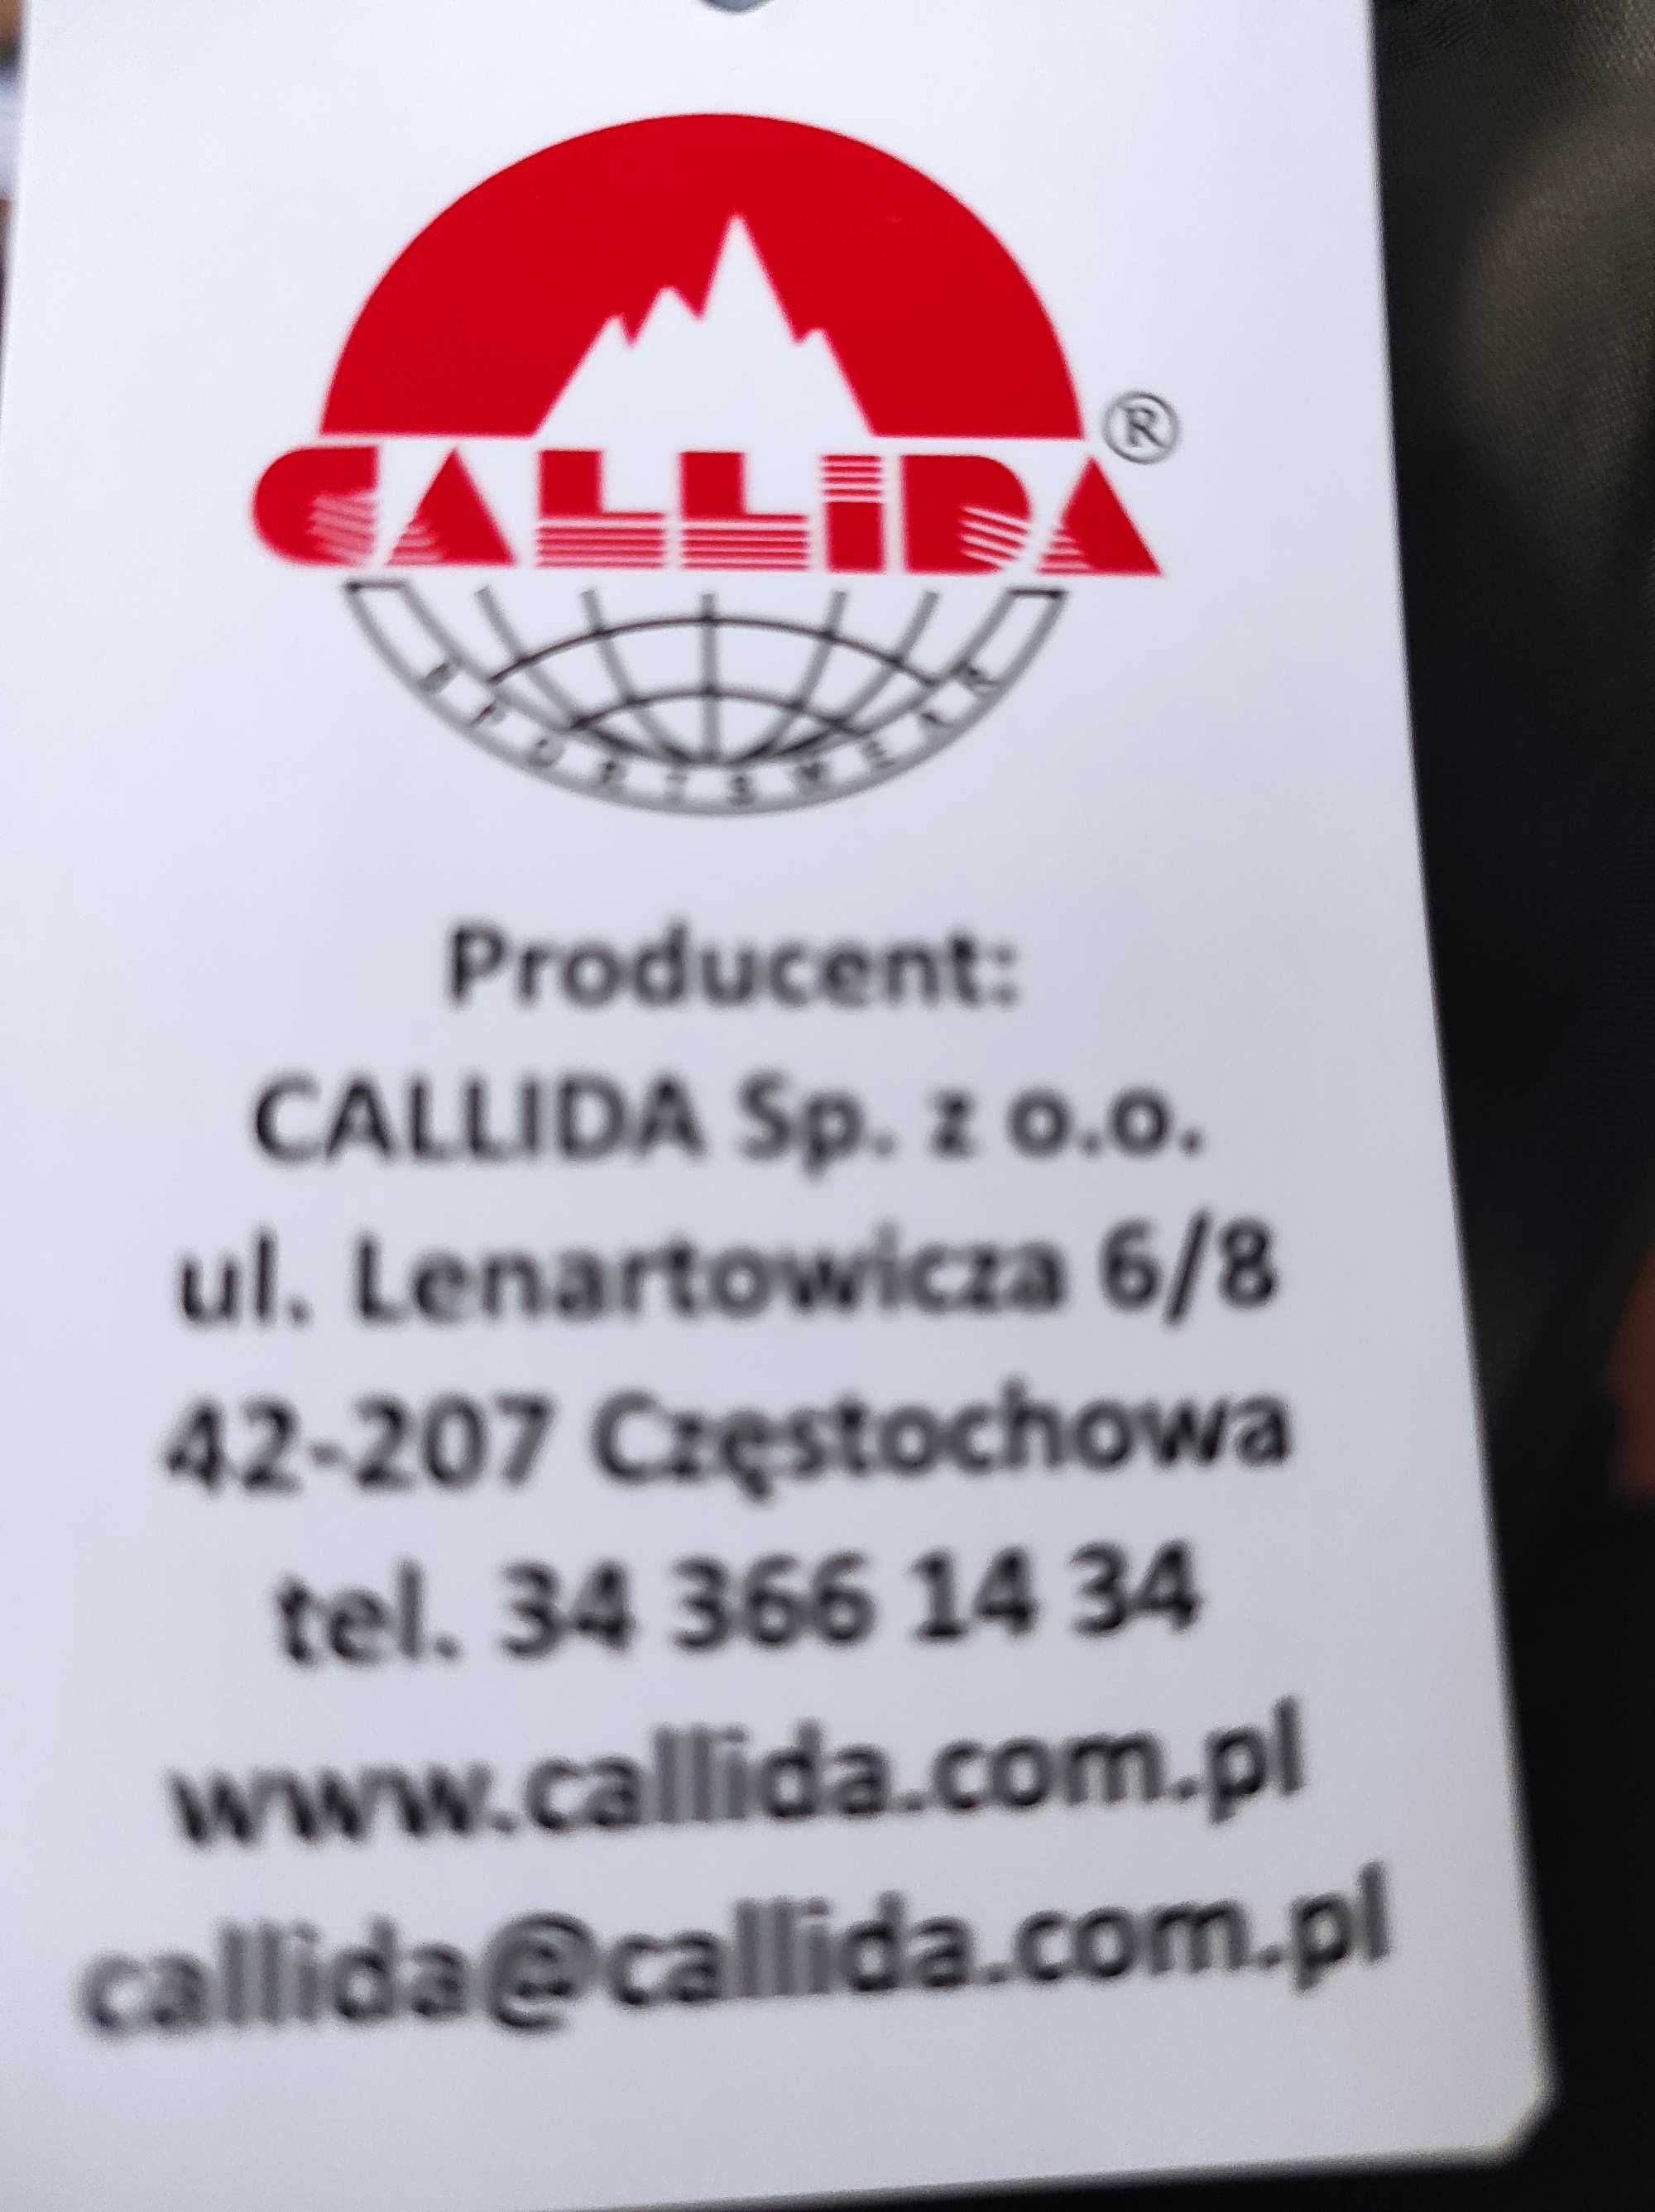 CALLIDA ®
SPORTSWEAR
Producent:
CALLIDA Sp. z o.o.
ul. Lenartowicza 6/8
42-207 Częstochowa
tel. 34 366 14 34
www.callida.com.pl
callida@callida.com.pl